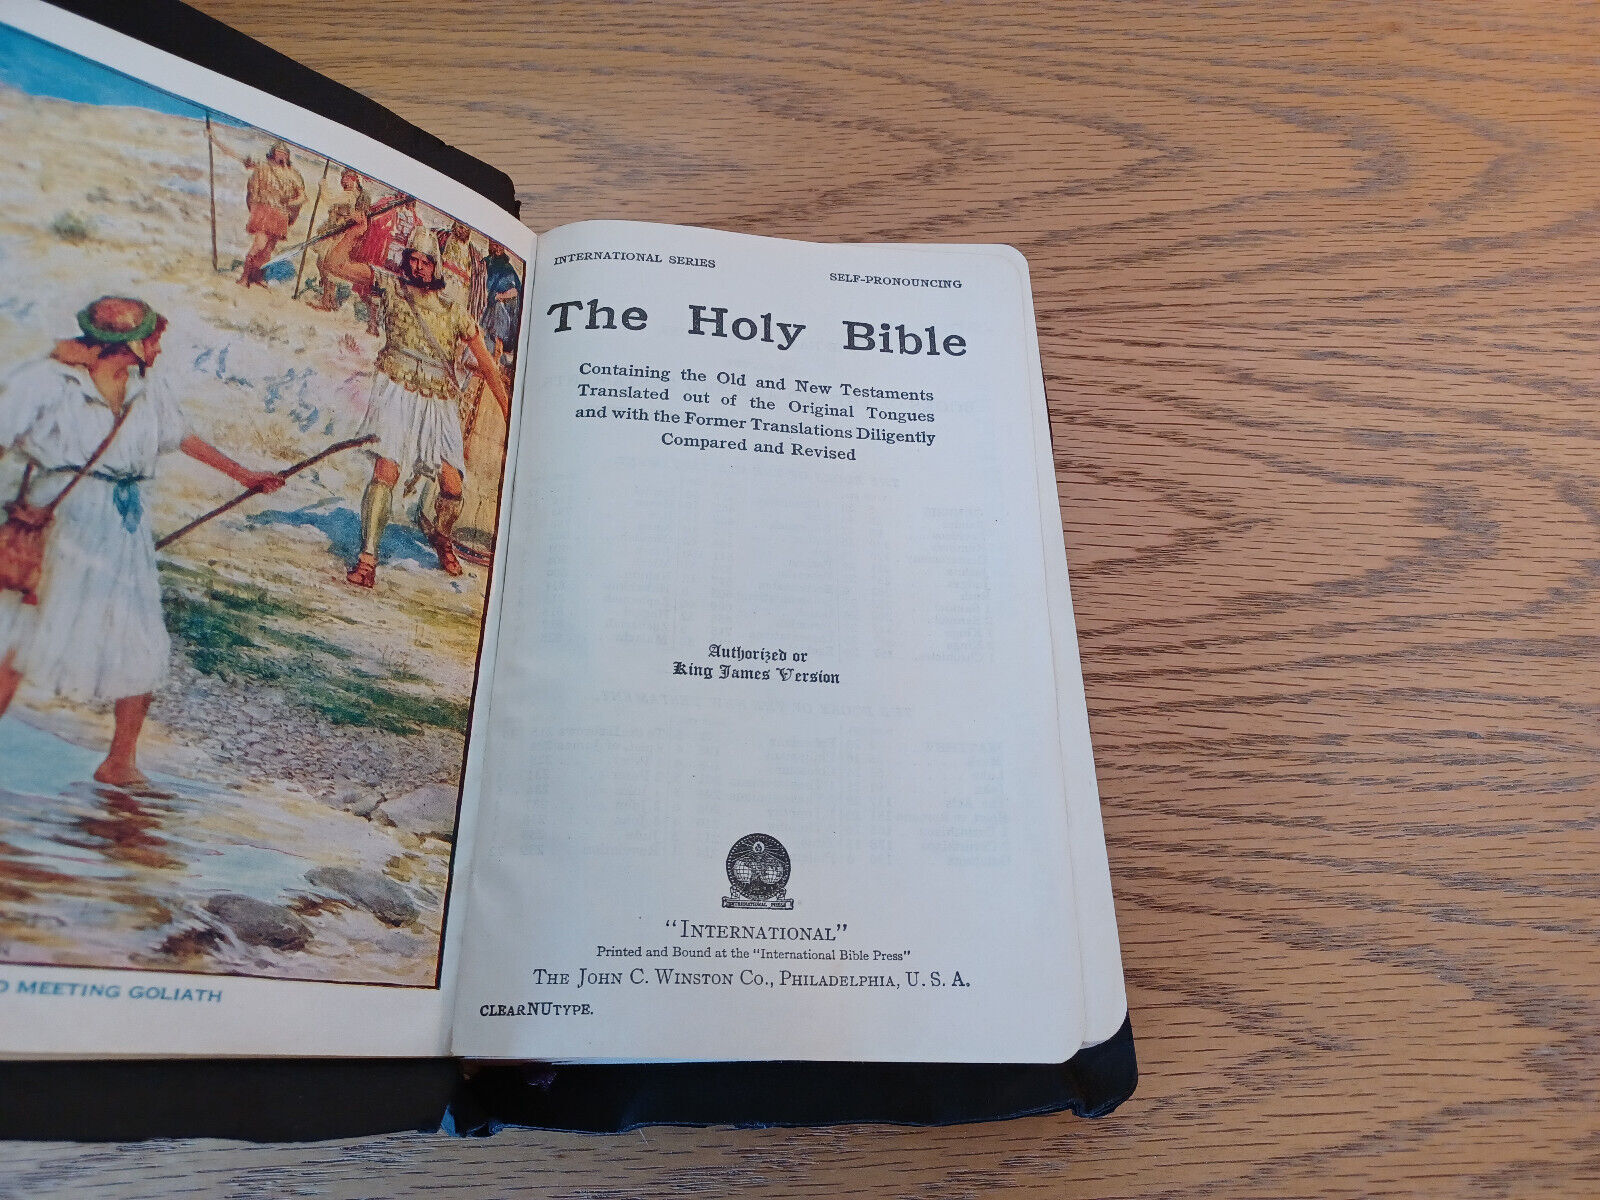 MEETING GOLIATH
INTERNATIONAL SERIES
SELF-PRONOUNCING
The Holy Bible
Containing the Old and New Testaments
Translated out of the Original Tongues
and with the Former Translations Diligently
Compared and Revised
Authorized or
King James Version
INTERNATIONAL PRESS
"INTERNATIONAL"
Printed and Bound at the "International Bible Press"
THE JOHN C. WINSTON CO., PHILADELPHIA, U. S. A.
CLEARNUTYPE.